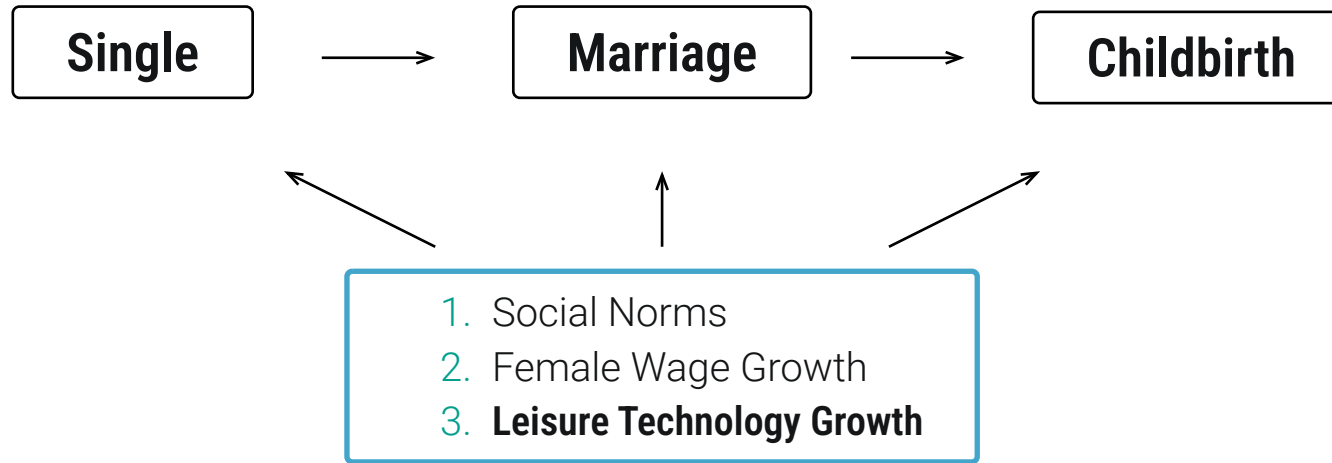 Single
Marriage
Childbirth
1. Social Norms
2. Female Wage Growth
3. Leisure Technology Growth